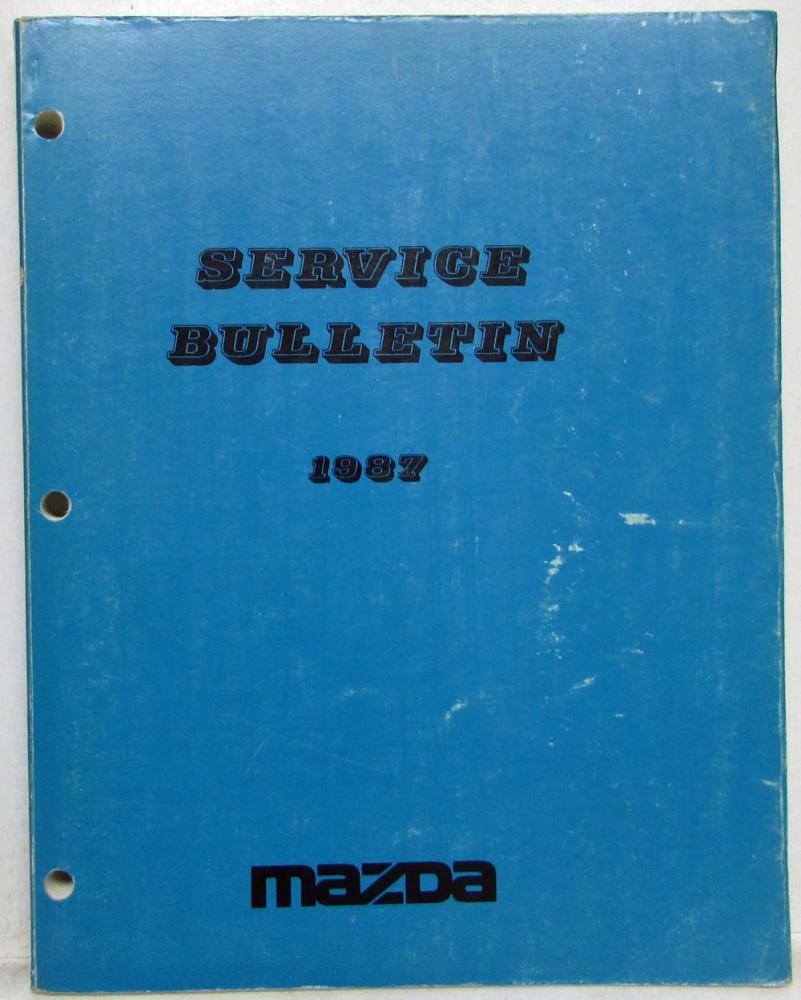 SERVICE
BULLETIN
1987
mazda